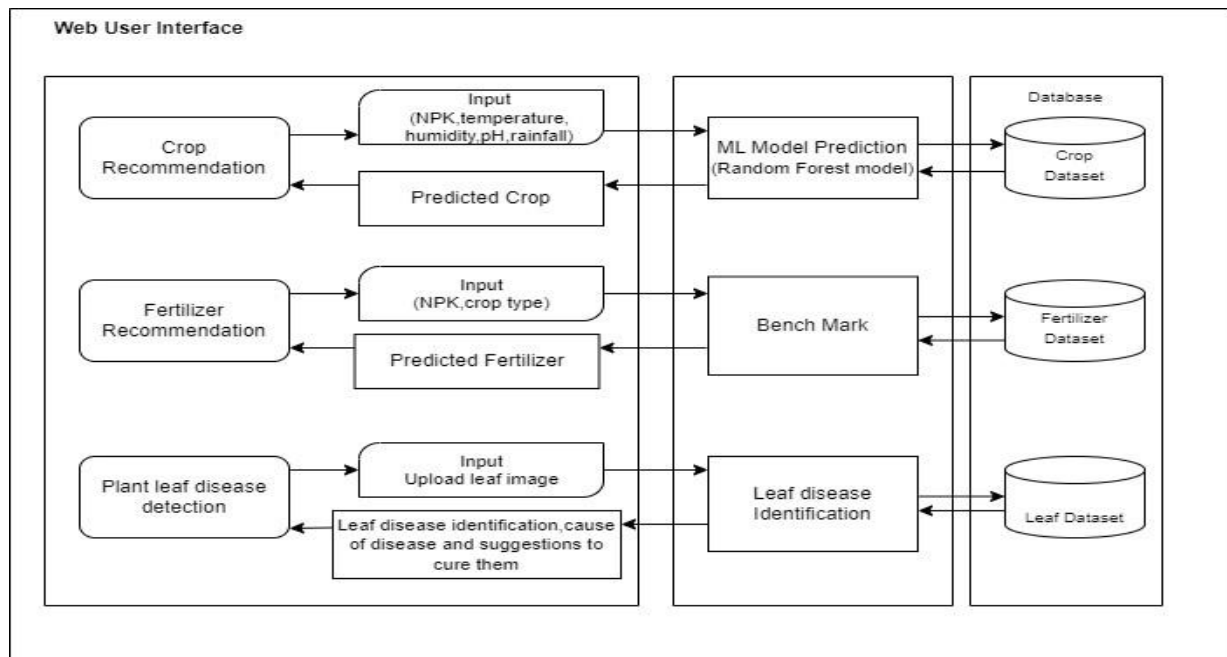 Web User Interface
Input
(NPK,temperature,
humidity,pH,rainfall)
Crop
Recommendation
Predicted Crop
ML Model Prediction
(Random Forest model)
Database
Crop
Dataset
Input
(NPK,crop type)
Fertilizer
Recommendation
Predicted Fertilizer
Bench Mark
Fertilizer
Dataset
Input
Upload leaf image
Plant leaf disease
detection
Leaf disease identification,cause
of disease and suggestions to
cure them
Leaf disease
Identification
Leaf Dataset